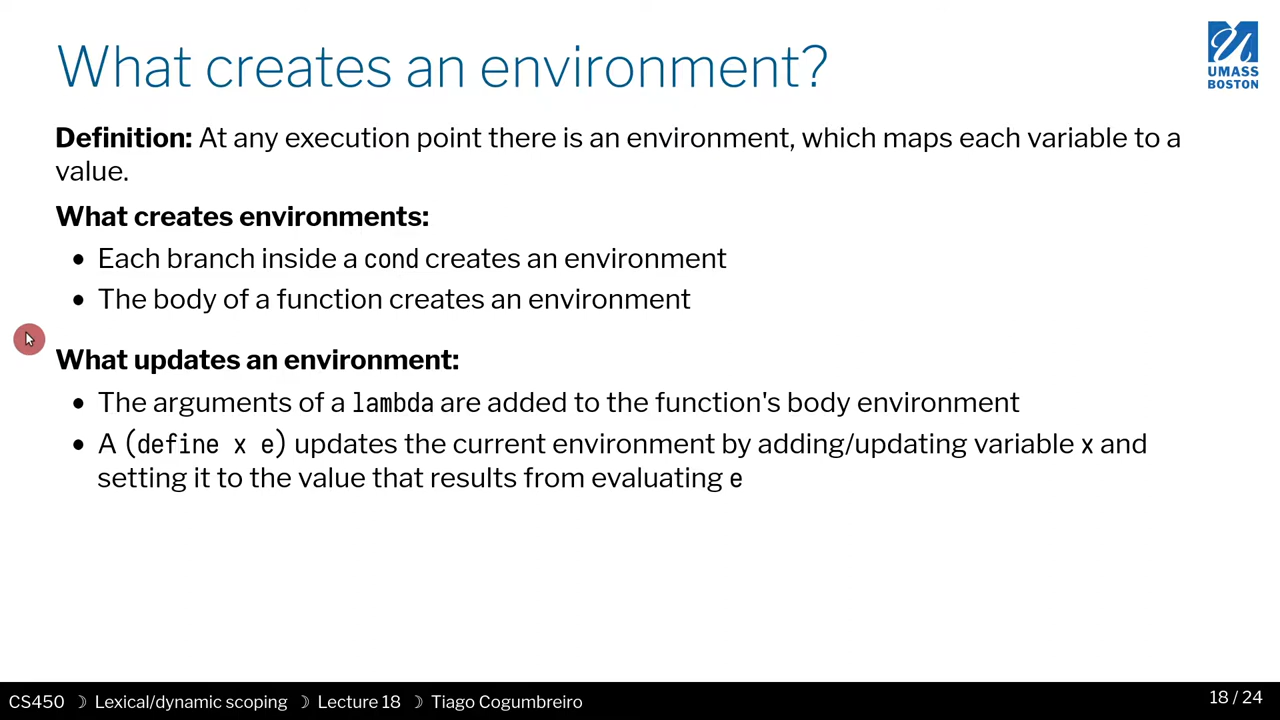 What creates an environment?
UMASS
BOSTON
Definition: At any execution point there is an environment, which maps each variable to a
value.
What creates environments:
• Each branch inside a cond creates an environment
• The body of a function creates an environment
What updates an environment:
• The arguments of a lambda are added to the function's body environment
• A (define x e) updates the current environment by adding/updating variable x and
setting it to the value that results from evaluating e
CS450 ☽ Lexical/dynamic scoping ☽ Lecture 18 ☽ Tiago Cogumbreiro
18 / 24